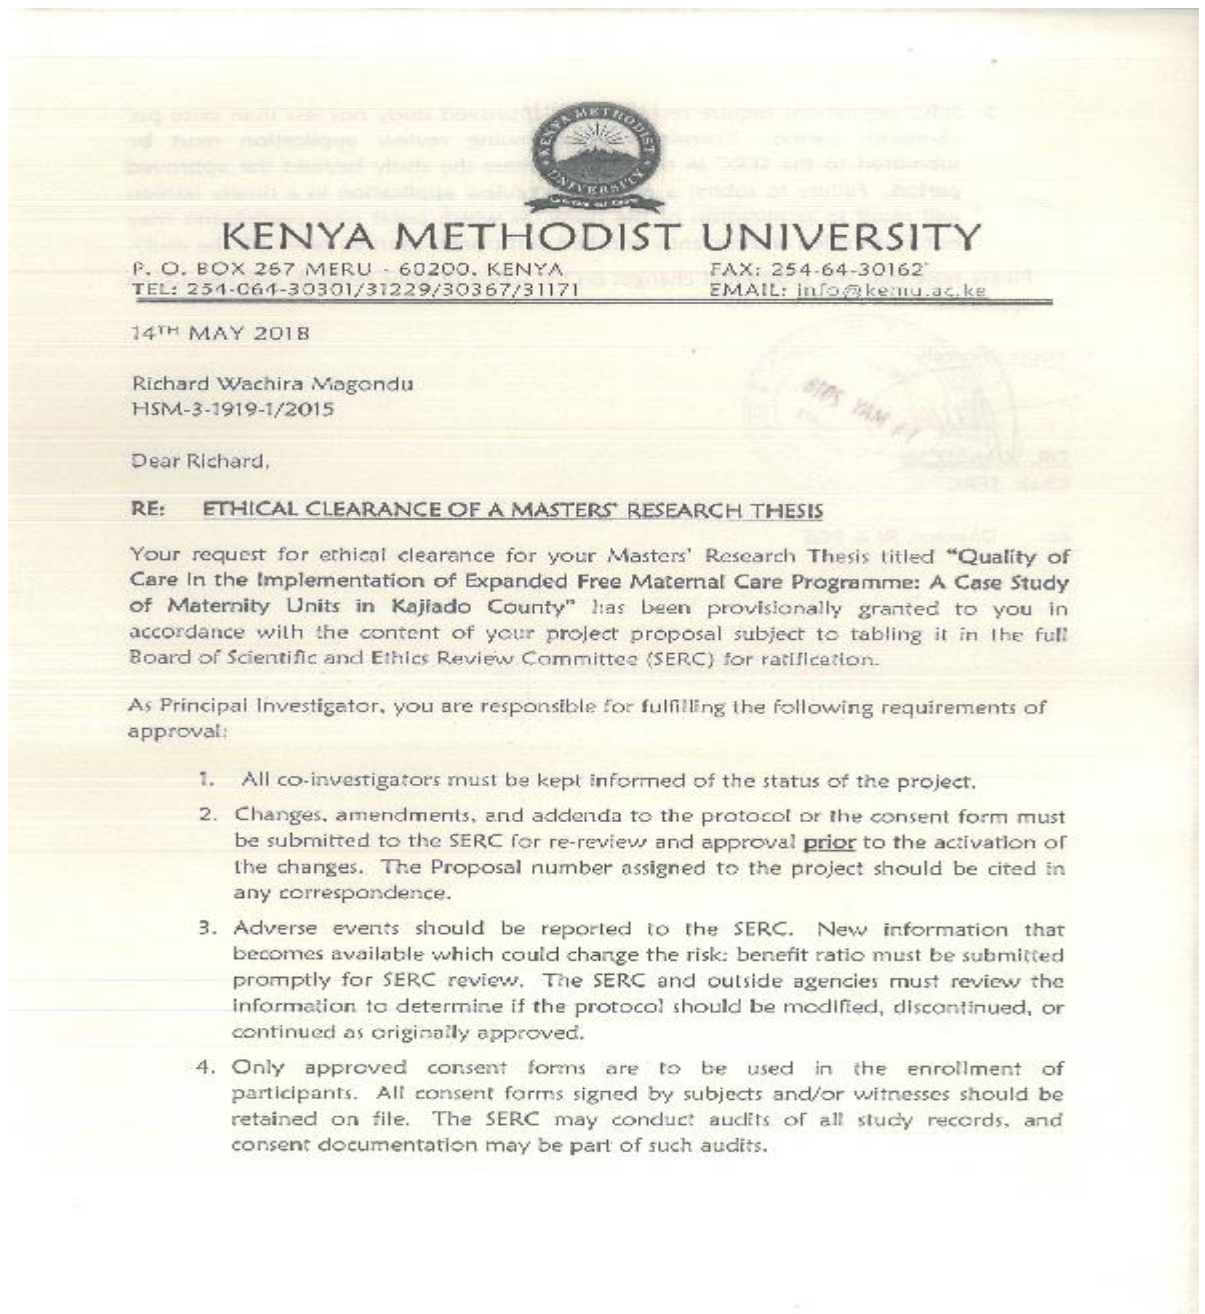 KENYA METHODIST
UNIVERSITY
KENYA METHODIST UNIVERSITY
P. O. BOX 267 MERU - 60200, KENYA FAX: 254-64-30162
TEL: 254-064-30301/31229/30367/31171 EMAIL: info@kemu.ac.ke
14TH MAY 2018
Richard Wachira Magondu
HSM-3-1919-1/2015
Dear Richard,
RE: ETHICAL CLEARANCE OF A MASTERS' RESEARCH THESIS
Your request for ethical clearance for your Masters' Research Thesis titled "Quality of
Care in the Implementation of Expanded Free Maternal Care Programme: A Case Study
of Maternity Units in Kajiado County" has been provisionally granted to you in
accordance with the content of your project proposal subject to tabling it in the full
Board of Scientific and Ethics Review Committee (SERC) for ratification.
As Principal Investigator, you are responsible for fulfilling the following requirements of
approval:
1. All co-investigators must be kept informed of the status of the project.
2. Changes, amendments, and addenda to the protocol or the consent form must
be submitted to the SERC for re-review and approval prior to the activation of
the changes. The Proposal number assigned to the project should be cited in
any correspondence.
3. Adverse events should be reported to the SERC. New information that
becomes available which could change the risk: benefit ratio must be submitted
promptly for SERC review. The SERC and outside agencies must review the
information to determine if the protocol should be modified, discontinued, or
continued as originally approved.
4. Only approved consent forms are to be used in the enrollment of
participants. All consent forms signed by subjects and/or witnesses should be
retained on file. The SERC may conduct audits of all study records, and
consent documentation may be part of such audits.